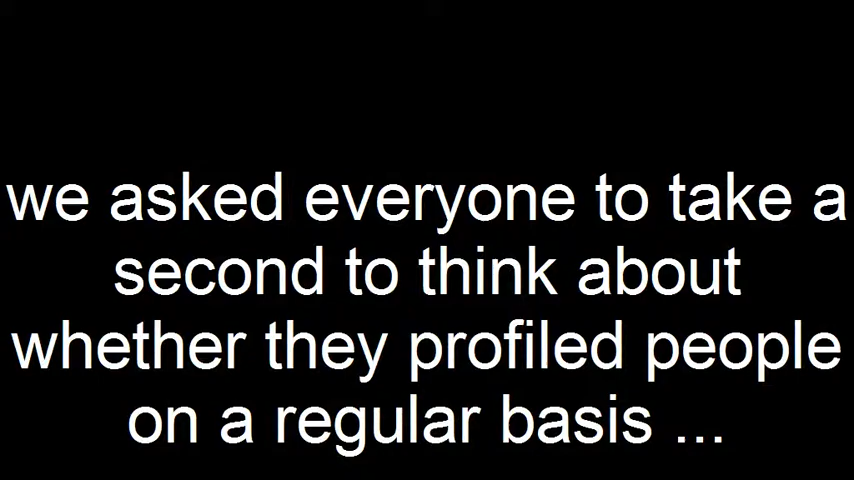 we asked everyone to take a
second to think about
whether they profiled people
on a regular basis ...